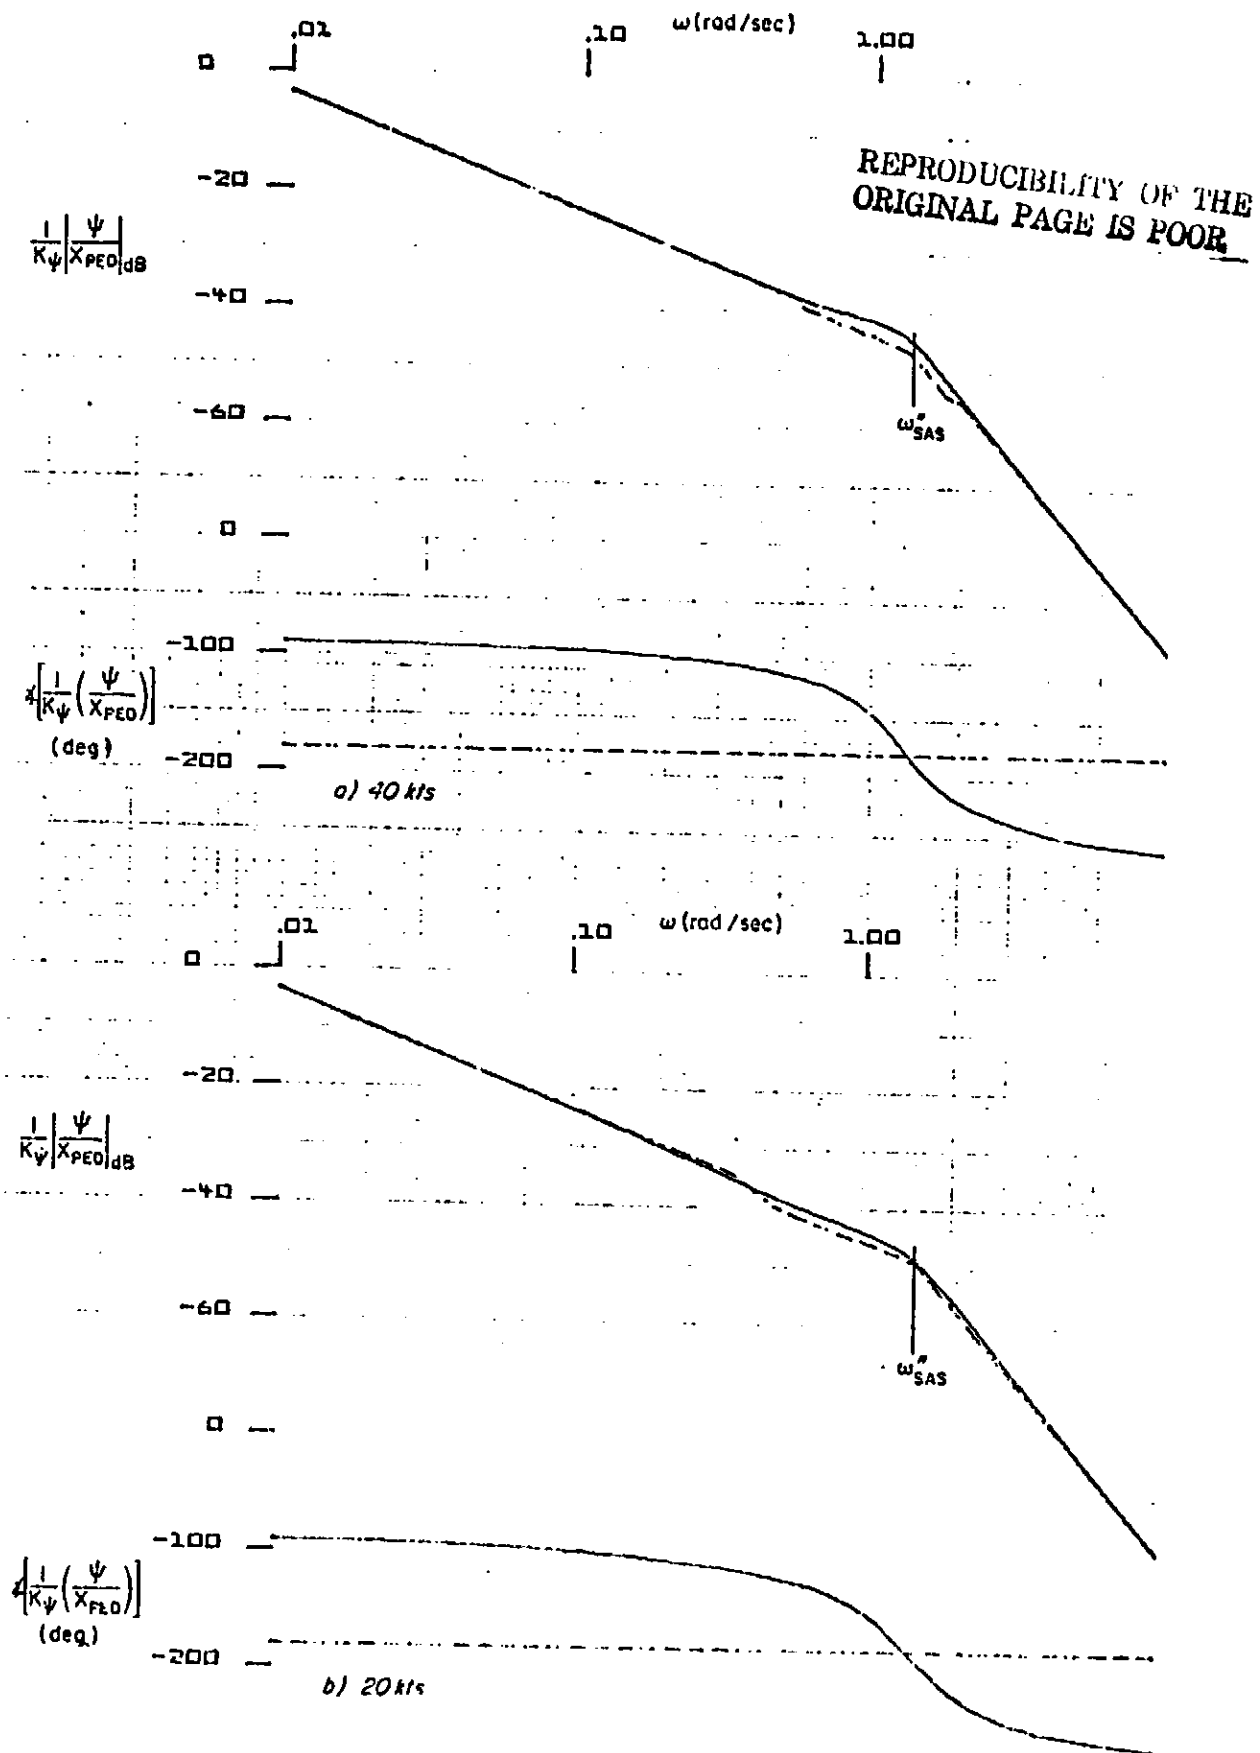 .01 .10 ω(rad/sec) 1.00
0
REPRODUCIBILITY OF THE
ORIGINAL PAGE IS POOR
-20
1/Kψ |ψ/XPED|dB
-40
-60
ω"SAS
0
-100
∡[1/Kψ (ψ/XPED)]
(deg)
-200
a) 40 kts
.01 .10 ω(rad/sec) 1.00
0
-20
1/Kψ |ψ/XPED|dB
-40
-60
ω"SAS
0
-100
∡[1/Kψ (ψ/XPED)]
(deg)
-200
b) 20 kts